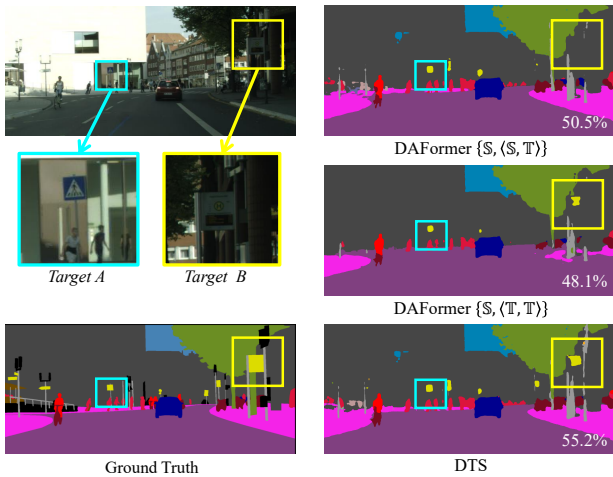 50.5%
DAFormer {𝕊, ⟨𝕊, 𝕋⟩}
Target A
Target B
48.1%
DAFormer {𝕊, ⟨𝕋, 𝕋⟩}
55.2%
Ground Truth
DTS